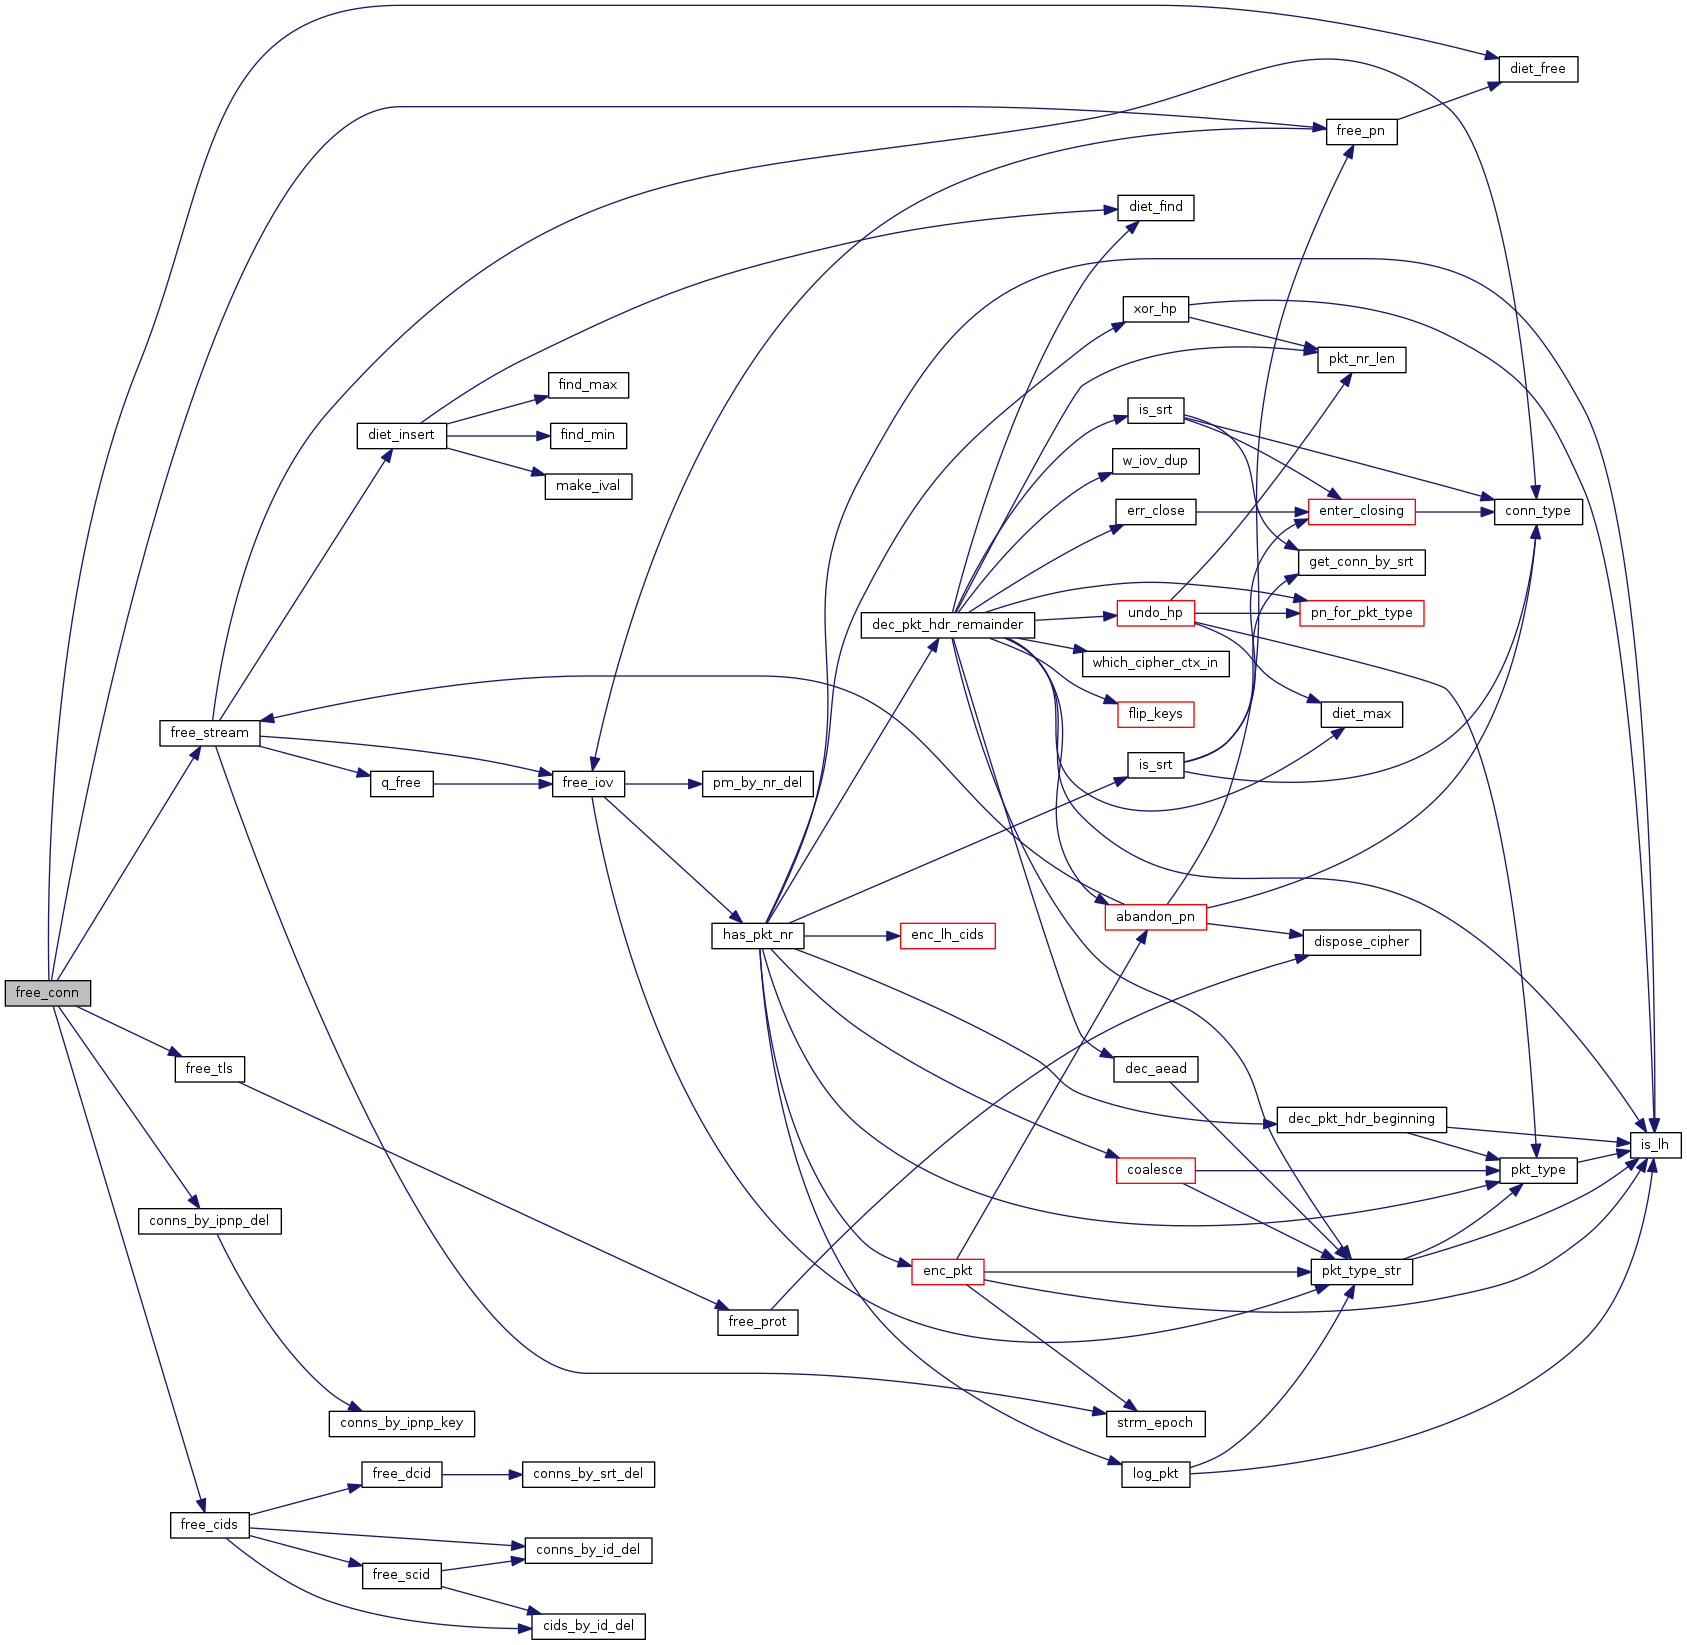 diet_free
free_pn
diet_find
xor_hp
pkt_nr_len
find_max
is_srt
diet_insert
find_min
w_iov_dup
make_ival
err_close
enter_closing
conn_type
get_conn_by_srt
undo_hp
pn_for_pkt_type
dec_pkt_hdr_remainder
which_cipher_ctx_in
flip_keys
diet_max
free_stream
is_srt
q_free
free_iov
pm_by_nr_del
abandon_pn
has_pkt_nr
enc_lh_cids
dispose_cipher
free_conn
free_tls
dec_aead
dec_pkt_hdr_beginning
is_lh
coalesce
pkt_type
conns_by_ipnp_del
enc_pkt
pkt_type_str
free_prot
conns_by_ipnp_key
strm_epoch
free_dcid
conns_by_srt_del
log_pkt
free_cids
conns_by_id_del
free_scid
cids_by_id_del